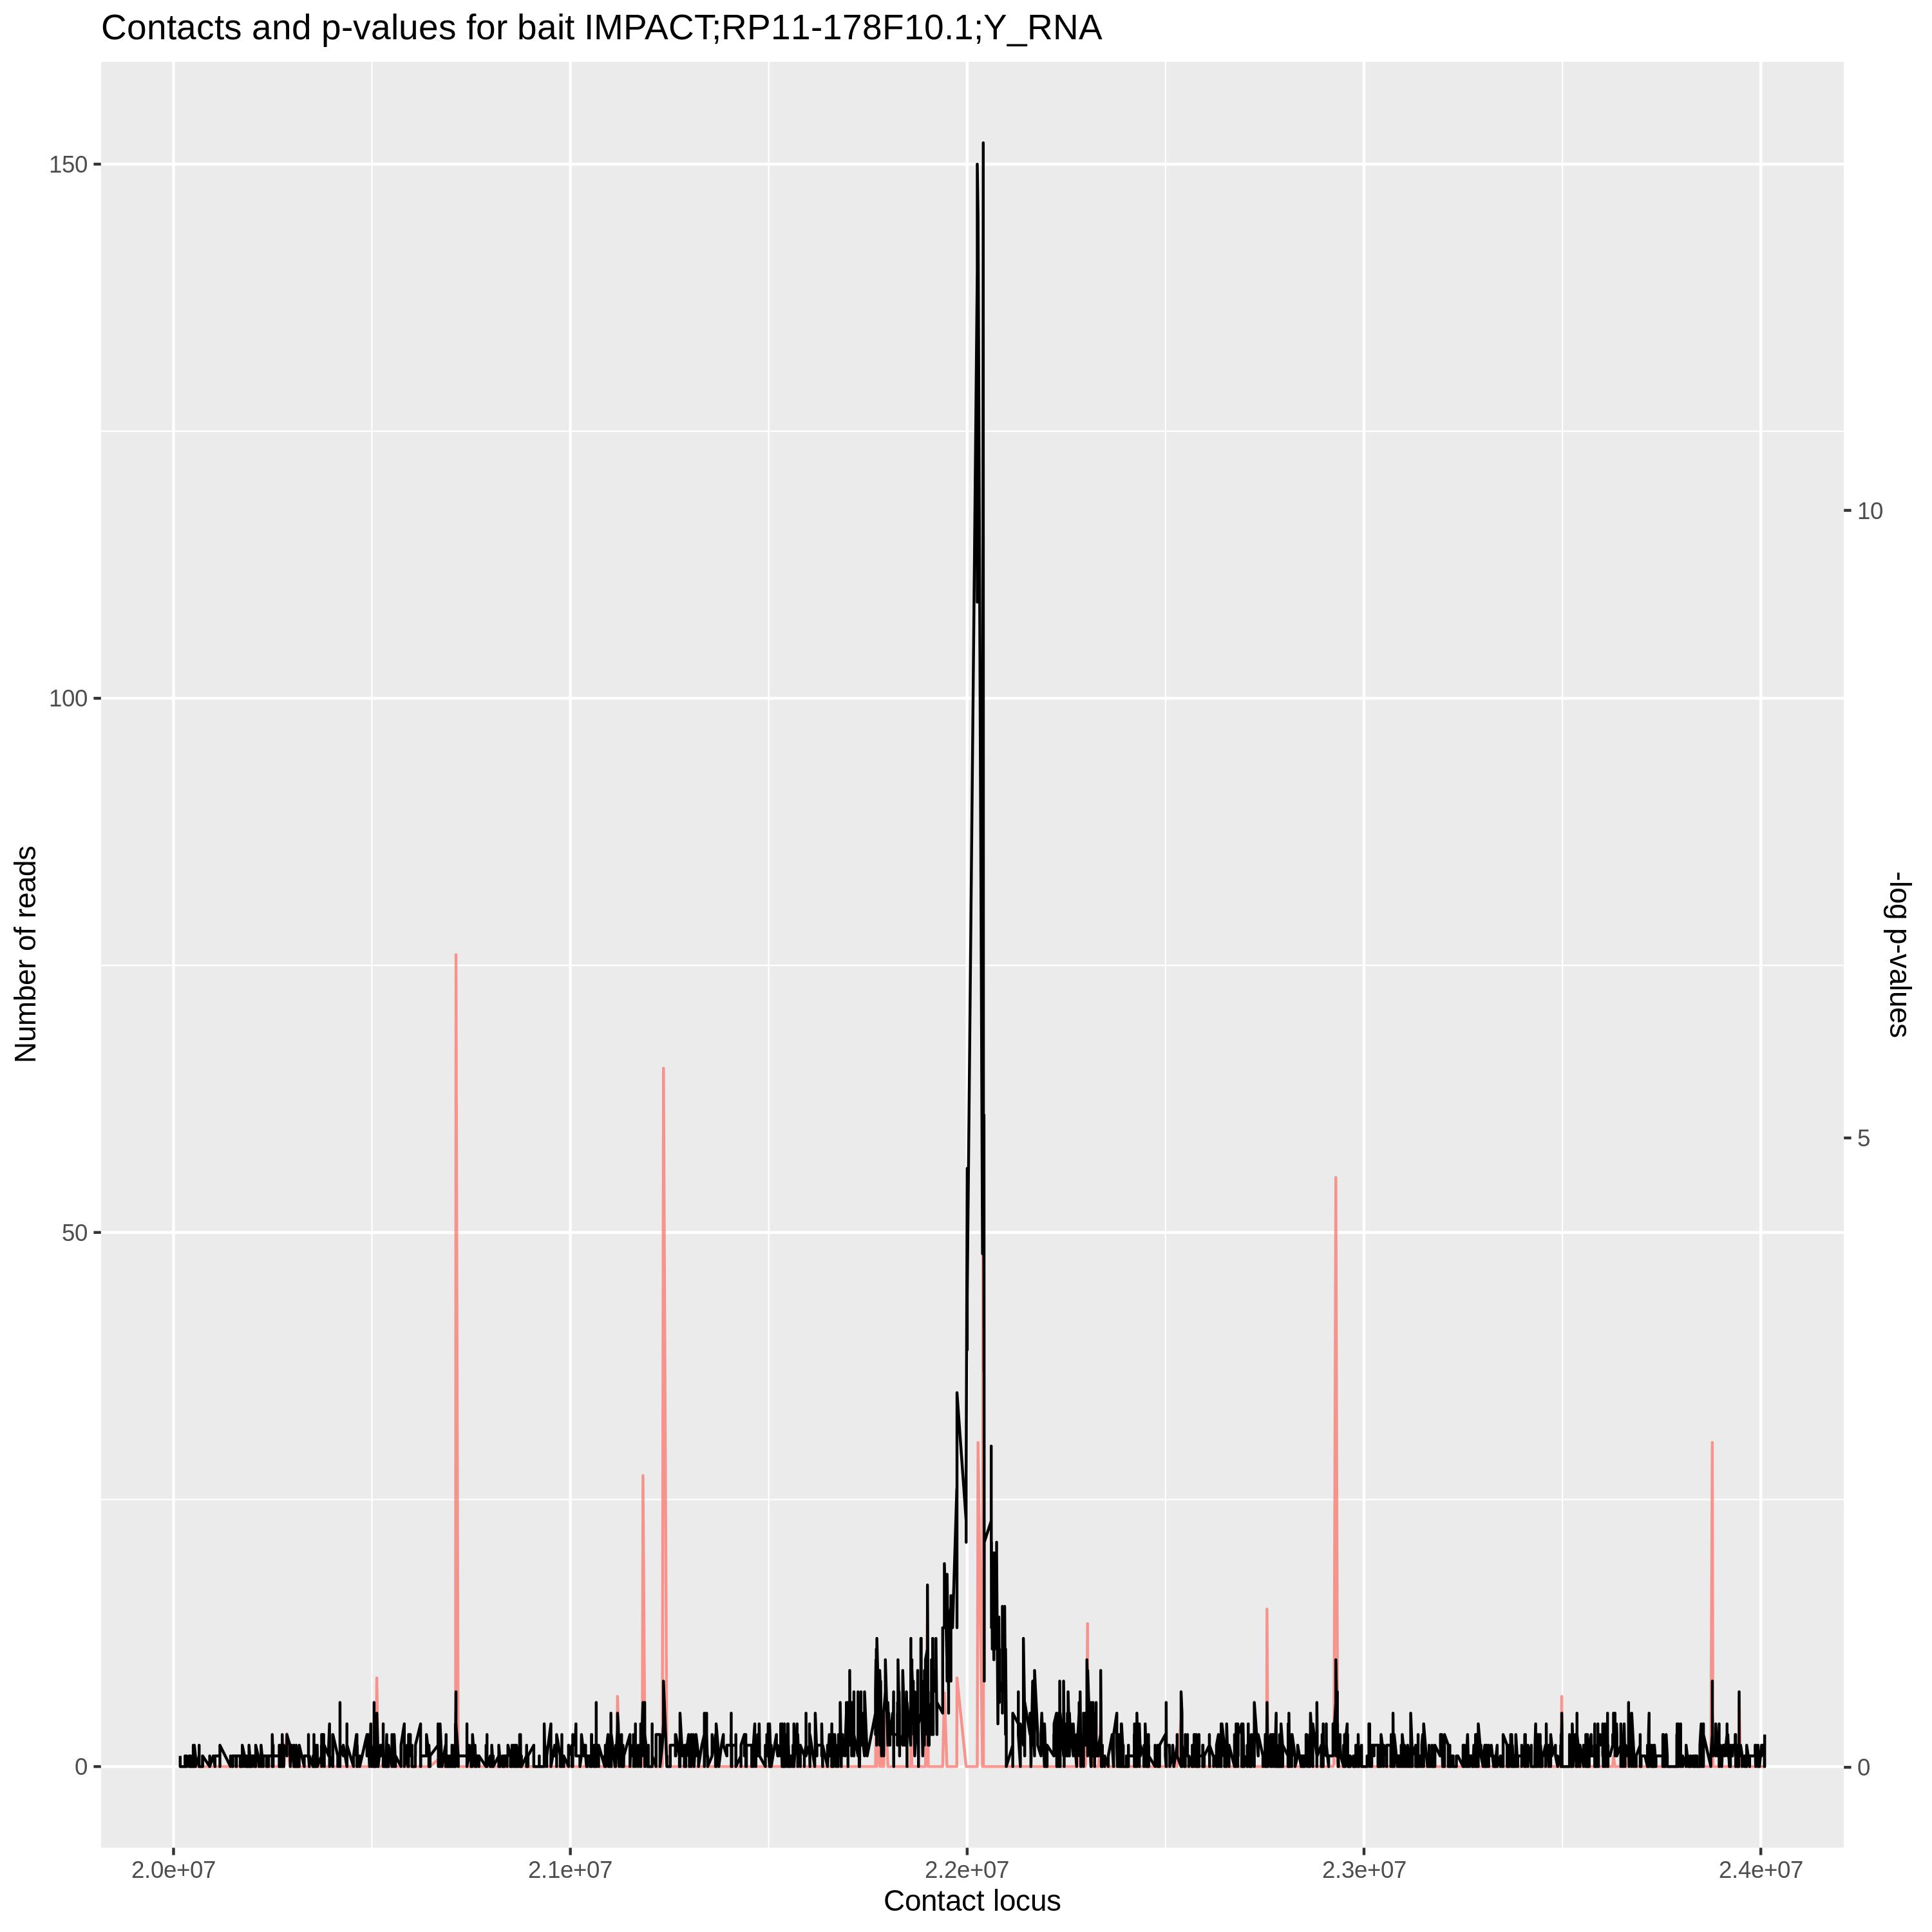 Contacts and p-values for bait IMPACT;RP11-178F10.1;Y_RNA
150
100
50
0
Number of reads
10
5
0
-log p-values
2.0e+07
2.1e+07
2.2e+07
2.3e+07
2.4e+07
Contact locus